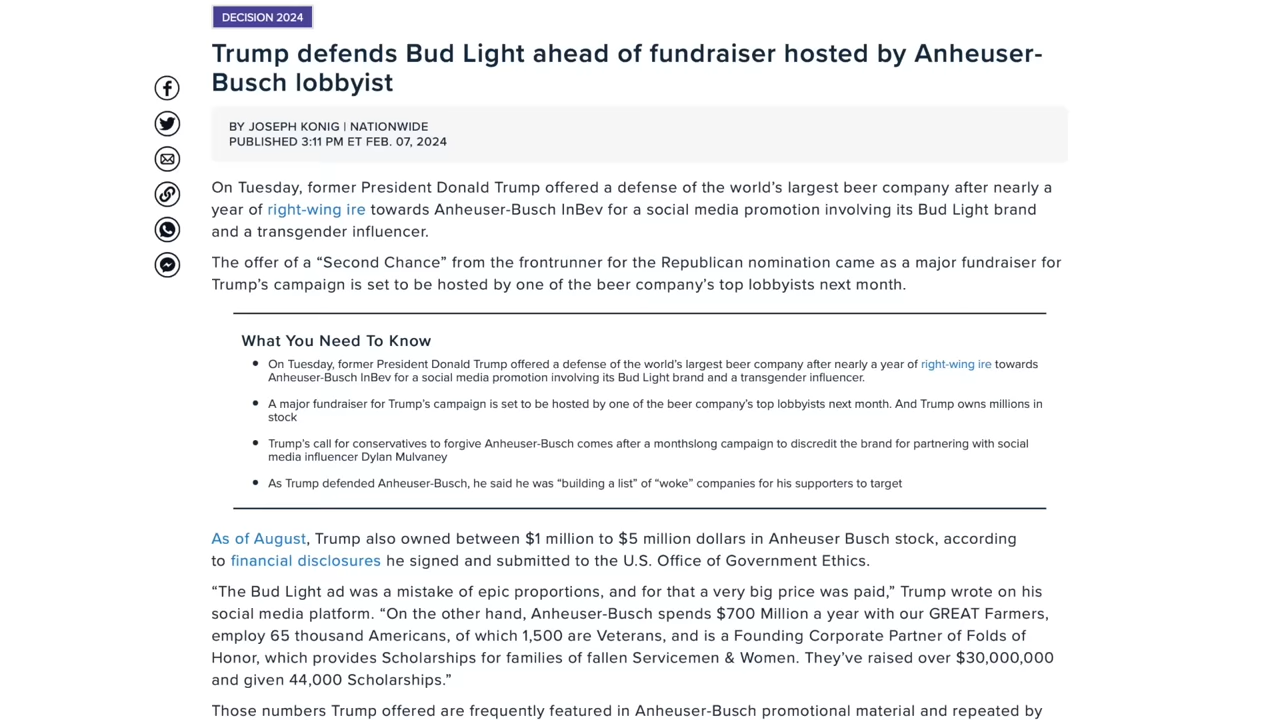 DECISION 2024
Trump defends Bud Light ahead of fundraiser hosted by Anheuser-
Busch lobbyist
BY JOSEPH KONIG | NATIONWIDE
PUBLISHED 3:11 PM ET FEB. 07, 2024
On Tuesday, former President Donald Trump offered a defense of the world’s largest beer company after nearly a
year of right-wing ire towards Anheuser-Busch InBev for a social media promotion involving its Bud Light brand
and a transgender influencer.
The offer of a “Second Chance” from the frontrunner for the Republican nomination came as a major fundraiser for
Trump’s campaign is set to be hosted by one of the beer company’s top lobbyists next month.
What You Need To Know
• On Tuesday, former President Donald Trump offered a defense of the world’s largest beer company after nearly a year of right-wing ire towards
Anheuser-Busch InBev for a social media promotion involving its Bud Light brand and a transgender influencer.
• A major fundraiser for Trump’s campaign is set to be hosted by one of the beer company’s top lobbyists next month. And Trump owns millions in
stock
• Trump’s call for conservatives to forgive Anheuser-Busch comes after a monthslong campaign to discredit the brand for partnering with social
media influencer Dylan Mulvaney
• As Trump defended Anheuser-Busch, he said he was “building a list” of “woke” companies for his supporters to target
As of August, Trump also owned between $1 million to $5 million dollars in Anheuser Busch stock, according
to financial disclosures he signed and submitted to the U.S. Office of Government Ethics.
“The Bud Light ad was a mistake of epic proportions, and for that a very big price was paid,” Trump wrote on his
social media platform. “On the other hand, Anheuser-Busch spends $700 Million a year with our GREAT Farmers,
employ 65 thousand Americans, of which 1,500 are Veterans, and is a Founding Corporate Partner of Folds of
Honor, which provides Scholarships for families of fallen Servicemen & Women. They’ve raised over $30,000,000
and given 44,000 Scholarships.”
Those numbers Trump offered are frequently featured in Anheuser-Busch promotional material and repeated by